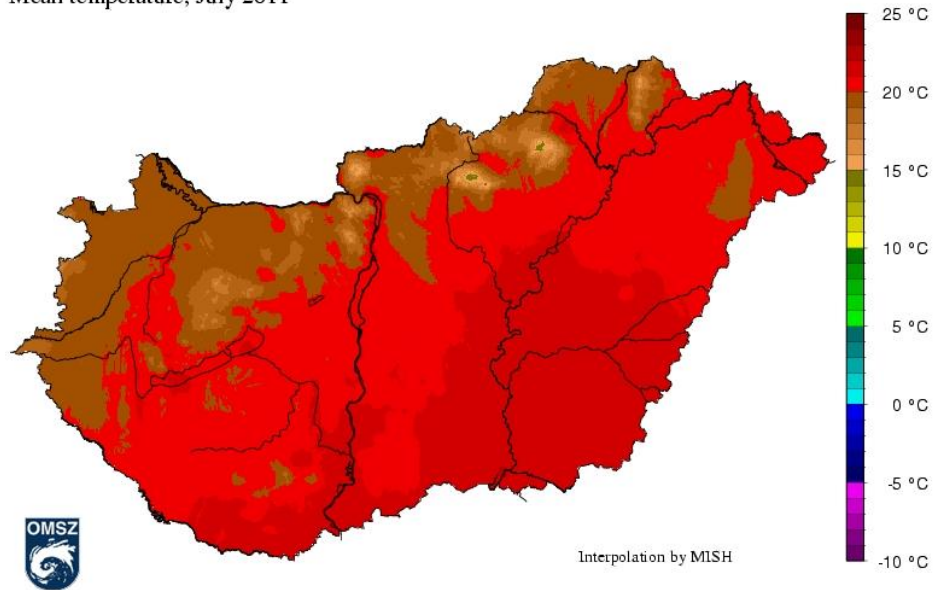 Mean temperature, July 2011
25 °C
20 °C
15 °C
10 °C
5 °C
0 °C
-5 °C
-10 °C
OMSZ
Interpolation by MISH